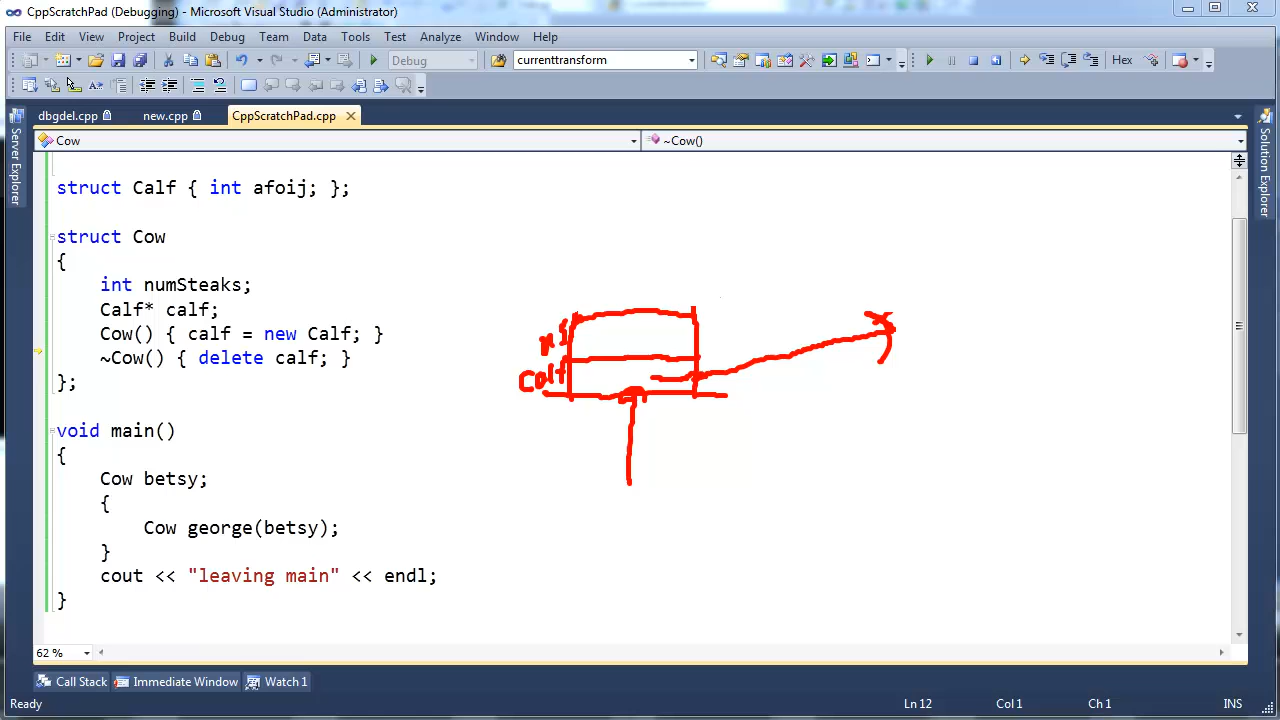 CppScratchPad (Debugging) - Microsoft Visual Studio (Administrator)
File Edit View Project Build Debug Team Data Tools Test Analyze Window Help
Debug currenttransform Hex
dbgdel.cpp new.cpp CppScratchPad.cpp
Cow ~Cow()
Server Explorer
Solution Explorer
struct Calf { int afoij; };
struct Cow
{
int numSteaks;
Calf* calf;
Cow() { calf = new Calf; }
~Cow() { delete calf; }
};
void main()
{
Cow betsy;
{
Cow george(betsy);
}
cout << "leaving main" << endl;
}
Calf
62 %
Call Stack Immediate Window Watch 1
Ready Ln 12 Col 1 Ch 1 INS